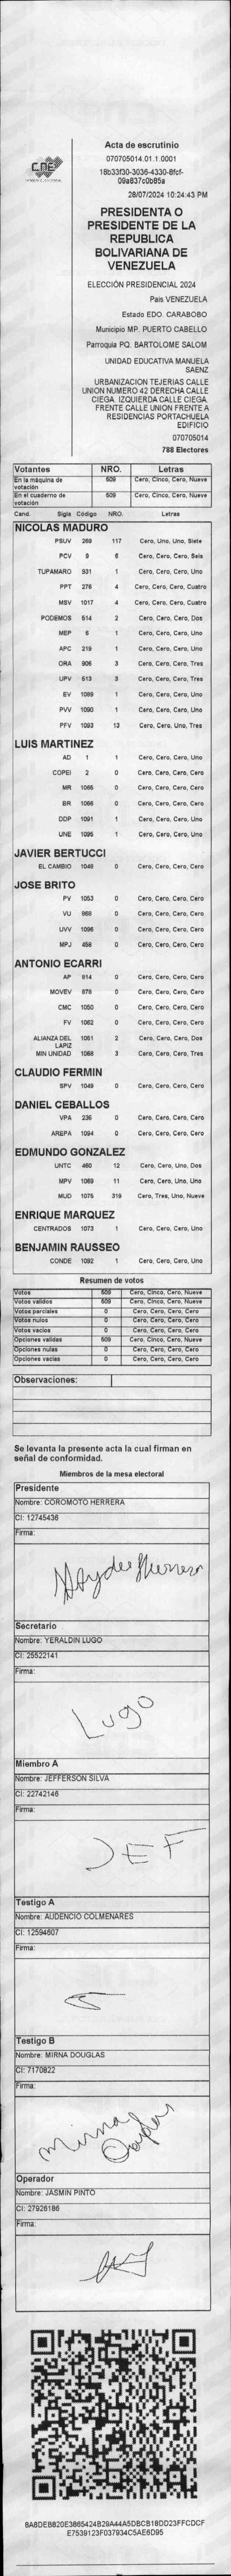 CNE
Acta de escrutinio
070705014.01.1.0001
18b33f30-3036-4330-8fcf-
09a837c0b85a
28/07/2024 10:24:43 PM
PRESIDENTA O
PRESIDENTE DE LA
REPUBLICA
BOLIVARIANA DE
VENEZUELA
ELECCIÓN PRESIDENCIAL 2024
Pais VENEZUELA
Estado EDO. CARABOBO
Municipio MP. PUERTO CABELLO
Parroquia PQ. BARTOLOME SALOM
UNIDAD EDUCATIVA MANUELA
SAENZ
URBANIZACION TEJERIAS CALLE
UNION NUMERO 42 DERECHA CALLE
CIEGA. IZQUIERDA CALLE CIEGA.
FRENTE CALLE UNION FRENTE A
RESIDENCIAS PORTACHUELA
EDIFICIO
070705014
788 Electores
Votantes NRO. Letras
En la máquina de votación 509 Cero, Cinco, Cero, Nueve
En el cuaderno de votación 509 Cero, Cinco, Cero, Nueve
Cand. Sigla Código NRO. Letras
NICOLAS MADURO
PSUV 269 117 Cero, Uno, Uno, Siete
PCV 9 6 Cero, Cero, Cero, Seis
TUPAMARO 931 1 Cero, Cero, Cero, Uno
PPT 276 4 Cero, Cero, Cero, Cuatro
MSV 1017 4 Cero, Cero, Cero, Cuatro
PODEMOS 514 2 Cero, Cero, Cero, Dos
MEP 6 1 Cero, Cero, Cero, Uno
APC 219 1 Cero, Cero, Cero, Uno
ORA 906 3 Cero, Cero, Cero, Tres
UPV 513 3 Cero, Cero, Cero, Tres
EV 1089 1 Cero, Cero, Cero, Uno
PVV 1090 1 Cero, Cero, Cero, Uno
PFV 1093 13 Cero, Cero, Uno, Tres
LUIS MARTINEZ
AD 1 1 Cero, Cero, Cero, Uno
COPEI 2 0 Cero, Cero, Cero, Cero
MR 1065 0 Cero, Cero, Cero, Cero
BR 1066 0 Cero, Cero, Cero, Cero
DDP 1091 1 Cero, Cero, Cero, Uno
UNE 1095 1 Cero, Cero, Cero, Uno
JAVIER BERTUCCI
EL CAMBIO 1048 0 Cero, Cero, Cero, Cero
JOSE BRITO
PV 1053 0 Cero, Cero, Cero, Cero
VU 968 0 Cero, Cero, Cero, Cero
UVV 1096 0 Cero, Cero, Cero, Cero
MPJ 458 0 Cero, Cero, Cero, Cero
ANTONIO ECARRI
AP 814 0 Cero, Cero, Cero, Cero
MOVEV 878 0 Cero, Cero, Cero, Cero
CMC 1050 0 Cero, Cero, Cero, Cero
FV 1062 0 Cero, Cero, Cero, Cero
ALIANZA DEL LAPIZ 1051 2 Cero, Cero, Cero, Dos
MIN UNIDAD 1068 3 Cero, Cero, Cero, Tres
CLAUDIO FERMIN
SPV 1049 0 Cero, Cero, Cero, Cero
DANIEL CEBALLOS
VPA 236 0 Cero, Cero, Cero, Cero
AREPA 1094 0 Cero, Cero, Cero, Cero
EDMUNDO GONZALEZ
UNTC 460 12 Cero, Cero, Uno, Dos
MPV 1069 11 Cero, Cero, Uno, Uno
MUD 1075 319 Cero, Tres, Uno, Nueve
ENRIQUE MARQUEZ
CENTRADOS 1073 1 Cero, Cero, Cero, Uno
BENJAMIN RAUSSEO
CONDE 1092 1 Cero, Cero, Cero, Uno
Resumen de votos
Votos 509 Cero, Cinco, Cero, Nueve
Votos validos 509 Cero, Cinco, Cero, Nueve
Votos parciales 0 Cero, Cero, Cero, Cero
Votos nulos 0 Cero, Cero, Cero, Cero
Votos vacios 0 Cero, Cero, Cero, Cero
Opciones validas 509 Cero, Cinco, Cero, Nueve
Opciones nulas 0 Cero, Cero, Cero, Cero
Opciones vacias 0 Cero, Cero, Cero, Cero
Observaciones:
Se levanta la presente acta la cual firman en
señal de conformidad.
Miembros de la mesa electoral
Presidente
Nombre: COROMOTO HERRERA
CI: 12745436
Firma:
Secretario
Nombre: YERALDIN LUGO
CI: 25522141
Firma:
Lugo
Miembro A
Nombre: JEFFERSON SILVA
CI: 22742146
Firma:
JEF
Testigo A
Nombre: AUDENCIO COLMENARES
CI: 12594607
Firma:
Testigo B
Nombre: MIRNA DOUGLAS
CI: 7170822
Firma:
Mirna
Operador
Nombre: JASMIN PINTO
CI: 27926186
Firma:
8A8DEB820E3865424B29A44A5DBCB18DD23FFCDCF
E7539123F037934C5AE6D95